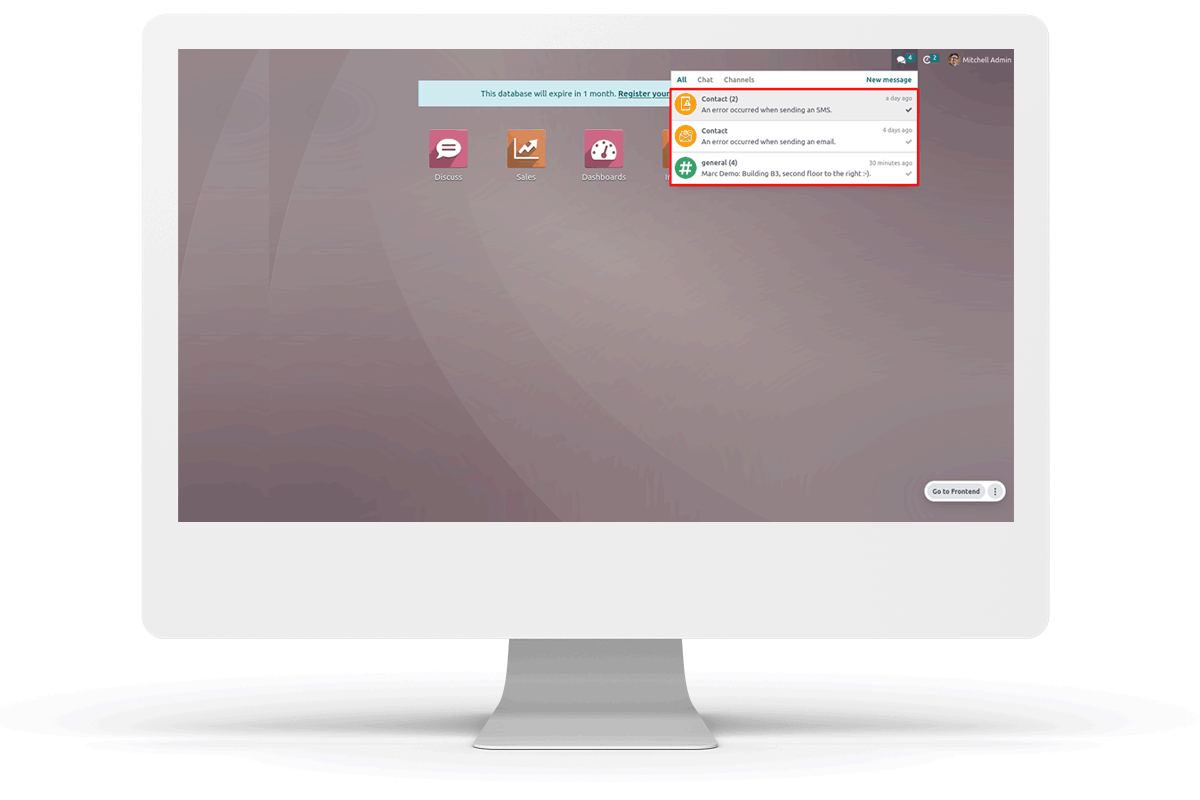 4 2 Mitchell Admin
All Chat Channels New message
This database will expire in 1 month. Register your
Contact (2) a day ago
An error occurred when sending an SMS.
Contact 4 days ago
An error occurred when sending an email.
general (4) 30 minutes ago
Marc Demo: Building B3, second floor to the right :-).
Discuss Sales Dashboards
Go to Frontend